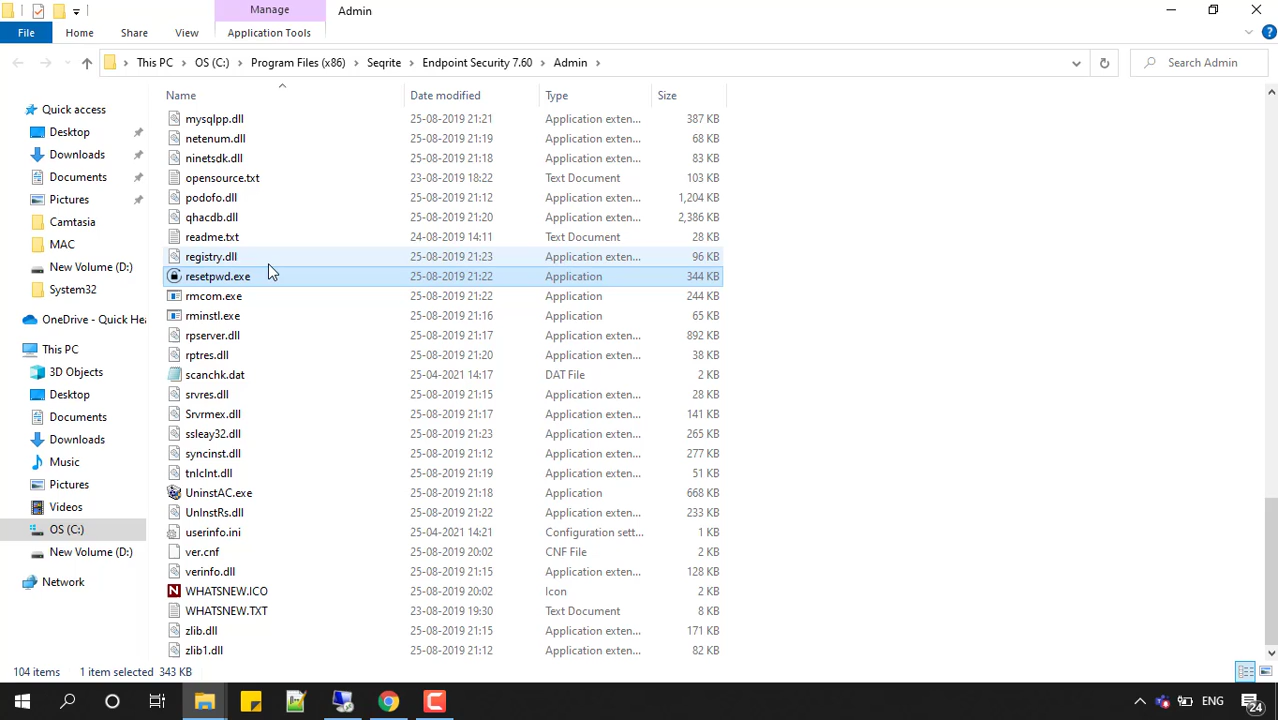 Manage
Admin
File
Home
Share
View
Application Tools
This PC > OS (C:) > Program Files (x86) > Seqrite > Endpoint Security 7.60 > Admin >
Search Admin
Name Date modified Type Size
Quick access
Desktop
Downloads
Documents
Pictures
Camtasia
MAC
New Volume (D:)
System32
OneDrive - Quick Hea
This PC
3D Objects
Desktop
Documents
Downloads
Music
Pictures
Videos
OS (C:)
New Volume (D:)
Network
mysqlpp.dll 25-08-2019 21:21 Application exten... 387 KB
netenum.dll 25-08-2019 21:19 Application exten... 68 KB
ninetsdk.dll 25-08-2019 21:18 Application exten... 83 KB
opensource.txt 23-08-2019 18:22 Text Document 103 KB
podofo.dll 25-08-2019 21:12 Application exten... 1,204 KB
qhacdb.dll 25-08-2019 21:20 Application exten... 2,386 KB
readme.txt 24-08-2019 14:11 Text Document 28 KB
registry.dll 25-08-2019 21:23 Application exten... 96 KB
resetpwd.exe 25-08-2019 21:22 Application 344 KB
rmcom.exe 25-08-2019 21:22 Application 244 KB
rminstl.exe 25-08-2019 21:16 Application 65 KB
rpserver.dll 25-08-2019 21:17 Application exten... 892 KB
rptres.dll 25-08-2019 21:20 Application exten... 38 KB
scanchk.dat 25-04-2021 14:17 DAT File 2 KB
srvres.dll 25-08-2019 21:15 Application exten... 28 KB
Srvrmex.dll 25-08-2019 21:17 Application exten... 141 KB
ssleay32.dll 25-08-2019 21:23 Application exten... 265 KB
syncinst.dll 25-08-2019 21:12 Application exten... 277 KB
tnlclnt.dll 25-08-2019 21:19 Application exten... 51 KB
UninstAC.exe 25-08-2019 21:18 Application 668 KB
UnInstRs.dll 25-08-2019 21:22 Application exten... 233 KB
userinfo.ini 25-04-2021 14:21 Configuration sett... 1 KB
ver.cnf 25-08-2019 20:02 CNF File 2 KB
verinfo.dll 25-08-2019 21:15 Application exten... 128 KB
WHATSNEW.ICO 25-08-2019 20:02 Icon 2 KB
WHATSNEW.TXT 23-08-2019 19:30 Text Document 8 KB
zlib.dll 25-08-2019 21:15 Application exten... 171 KB
zlib1.dll 25-08-2019 21:12 Application exten... 82 KB
104 items 1 item selected 343 KB
ENG
24